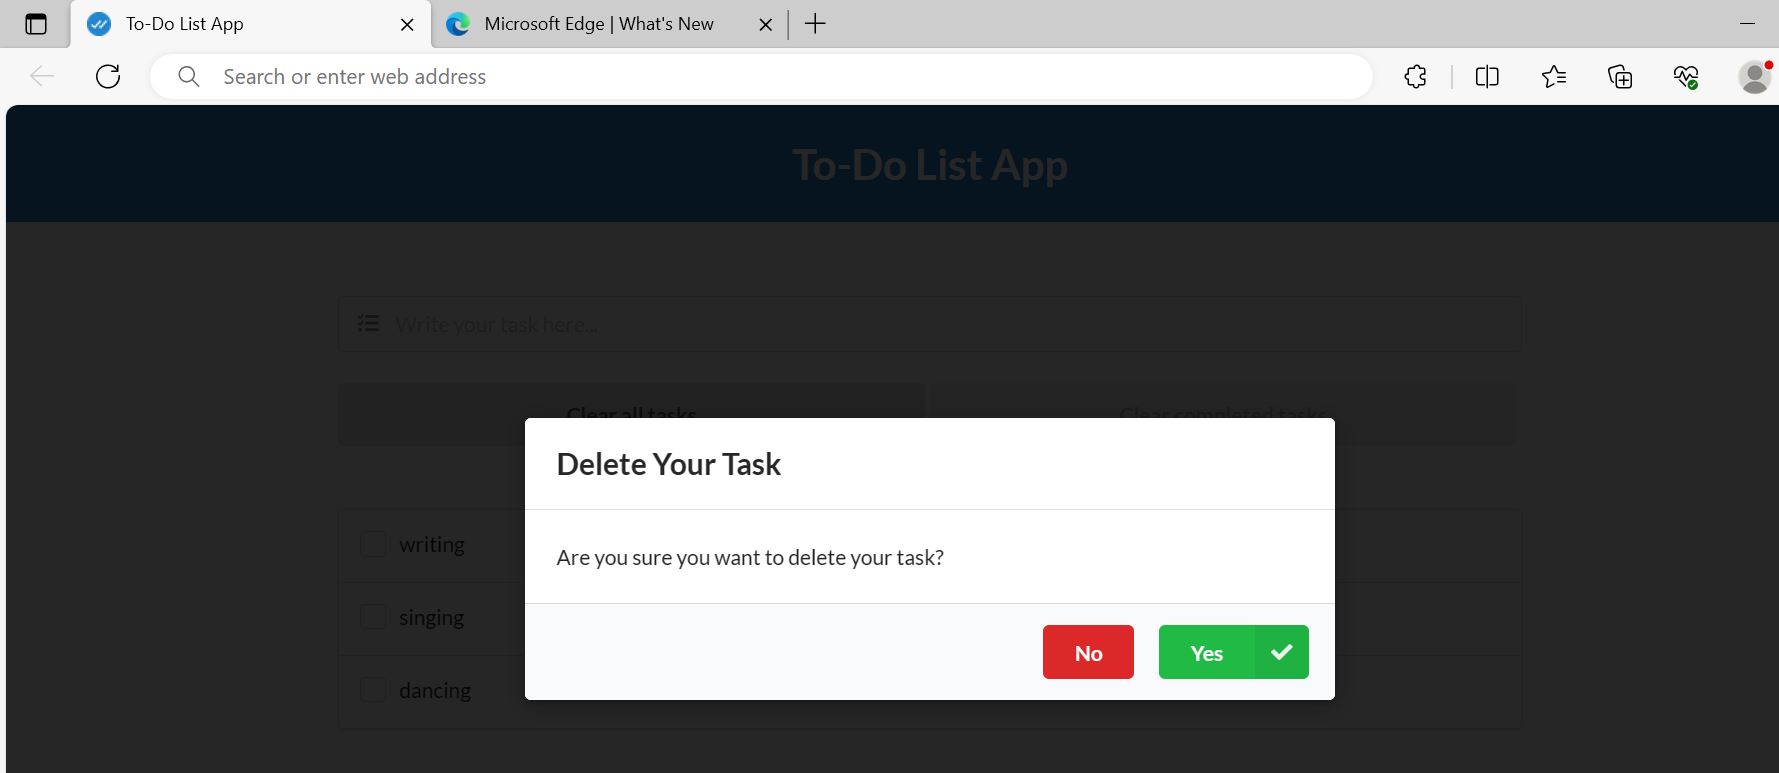 To-Do List App
Microsoft Edge | What's New
Search or enter web address
To-Do List App
Write your task here...
Clear all tasks
Clear completed tasks
Delete Your Task
Are you sure you want to delete your task?
No
Yes
writing
singing
dancing